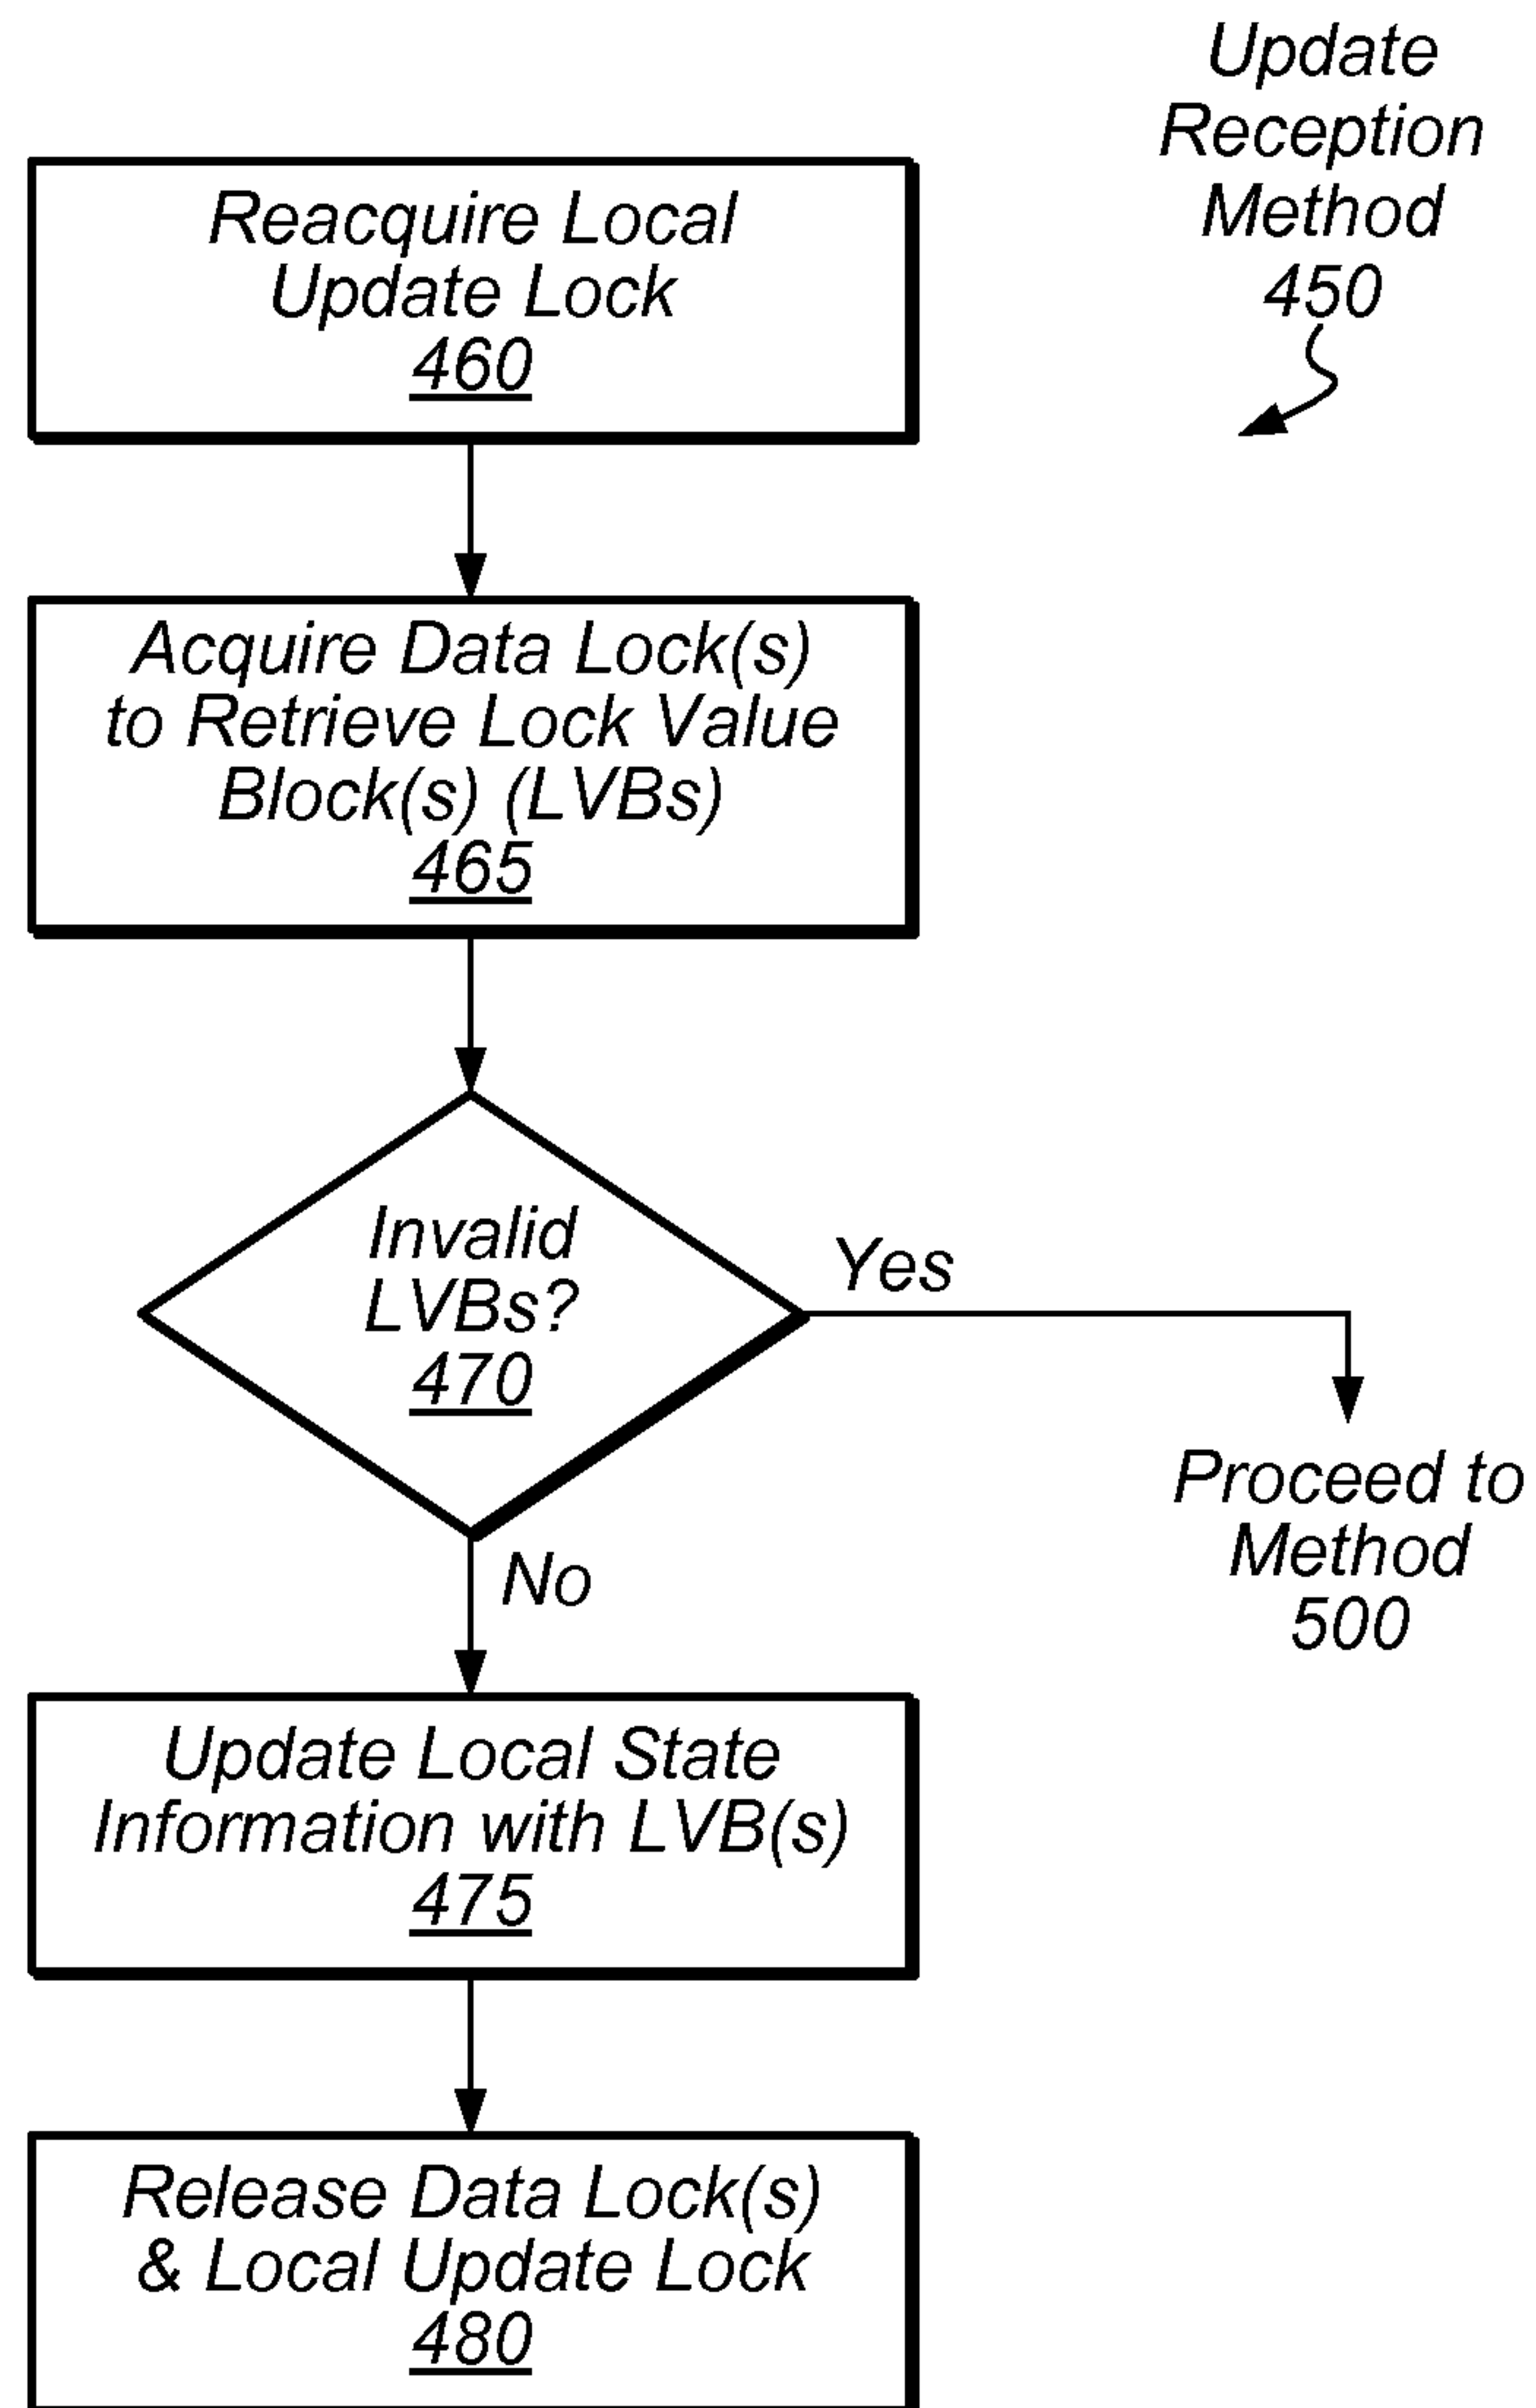 Update
Reception
Method
450
Reacquire Local
Update Lock
460
Acquire Data Lock(s)
to Retrieve Lock Value
Block(s) (LVBs)
465
Invalid
LVBs?
470
Yes
Proceed to
Method
500
No
Update Local State
Information with LVB(s)
475
Release Data Lock(s)
& Local Update Lock
480